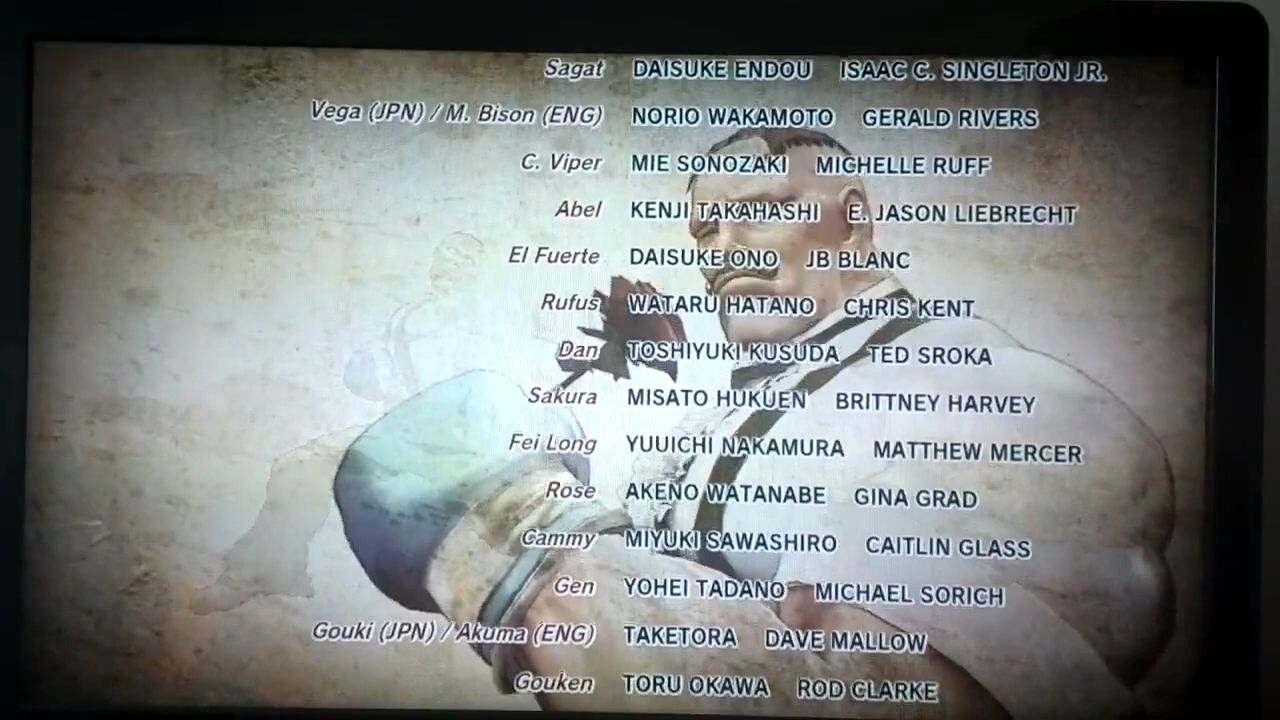 Sagat DAISUKE ENDOU ISAAC C. SINGLETON JR.
Vega (JPN) / M. Bison (ENG) NORIO WAKAMOTO GERALD RIVERS
C. Viper MIE SONOZAKI MICHELLE RUFF
Abel KENJI TAKAHASHI E. JASON LIEBRECHT
El Fuerte DAISUKE ONO JB BLANC
Rufus WATARU HATANO CHRIS KENT
Dan TOSHIYUKI KUSUDA TED SROKA
Sakura MISATO HUKUEN BRITTNEY HARVEY
Fei Long YUUICHI NAKAMURA MATTHEW MERCER
Rose AKENO WATANABE GINA GRAD
Cammy MIYUKI SAWASHIRO CAITLIN GLASS
Gen YOHEI TADANO MICHAEL SORICH
Gouki (JPN) / Akuma (ENG) TAKETORA DAVE MALLOW
Gouken TORU OKAWA ROD CLARKE